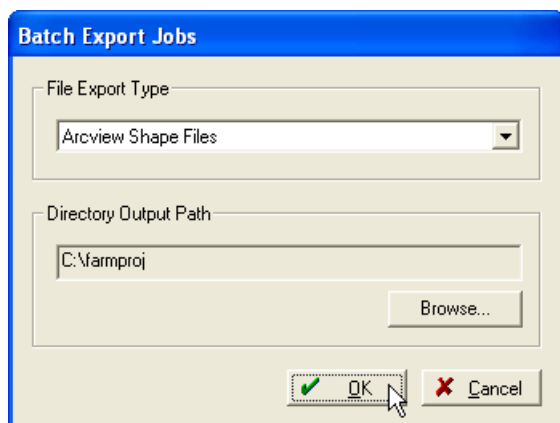 Batch Export Jobs
File Export Type
Arcview Shape Files
Directory Output Path
C:\farmproj
Browse...
OK
Cancel